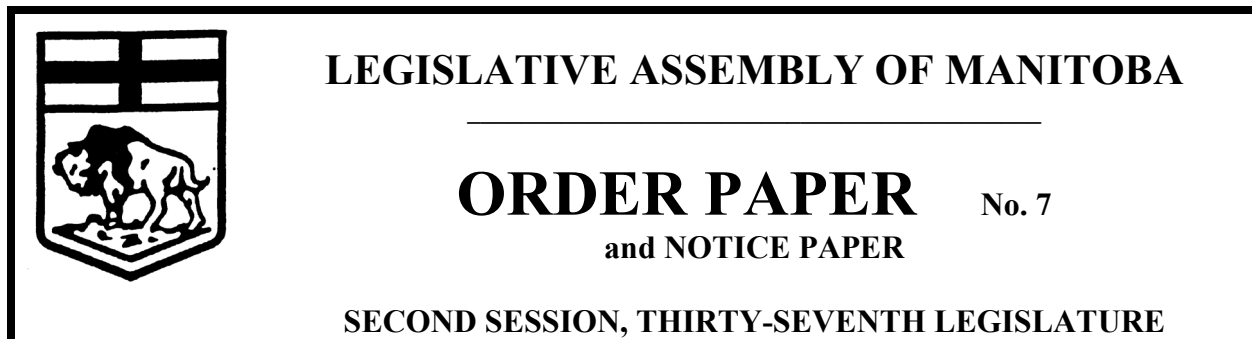 LEGISLATIVE ASSEMBLY OF MANITOBA
ORDER PAPER No. 7
and NOTICE PAPER
SECOND SESSION, THIRTY-SEVENTH LEGISLATURE